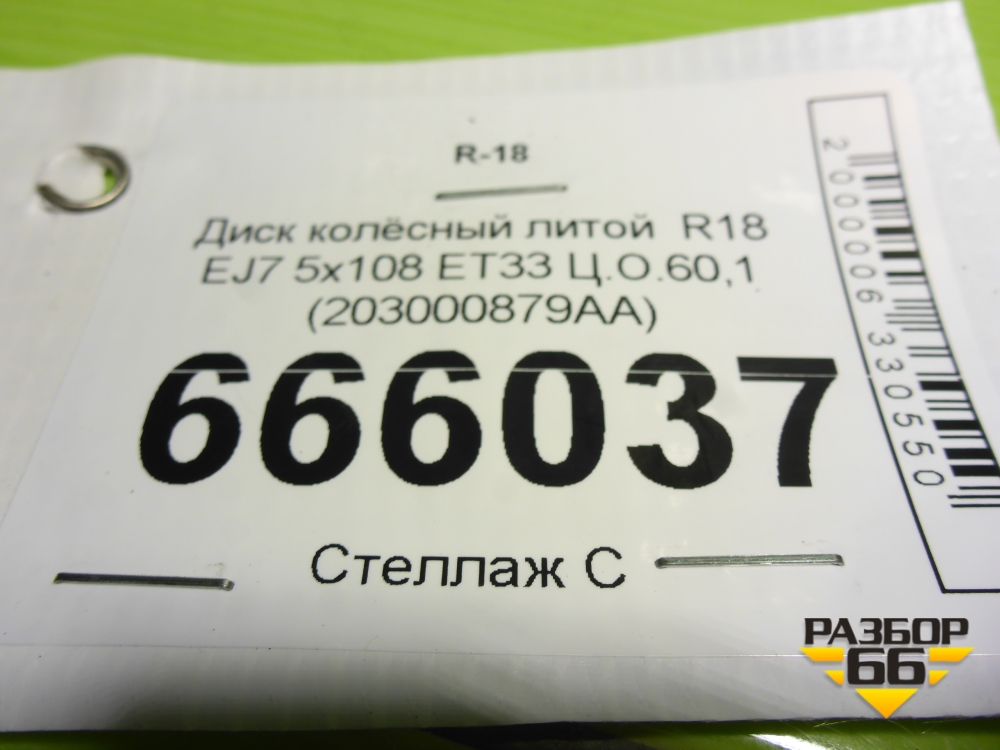 R-18
Диск колёсный литой R18
EJ7 5x108 ET33 Ц.О.60,1
(203000879AA)
666037
Стеллаж С
2000006330550
РАЗБОР
66